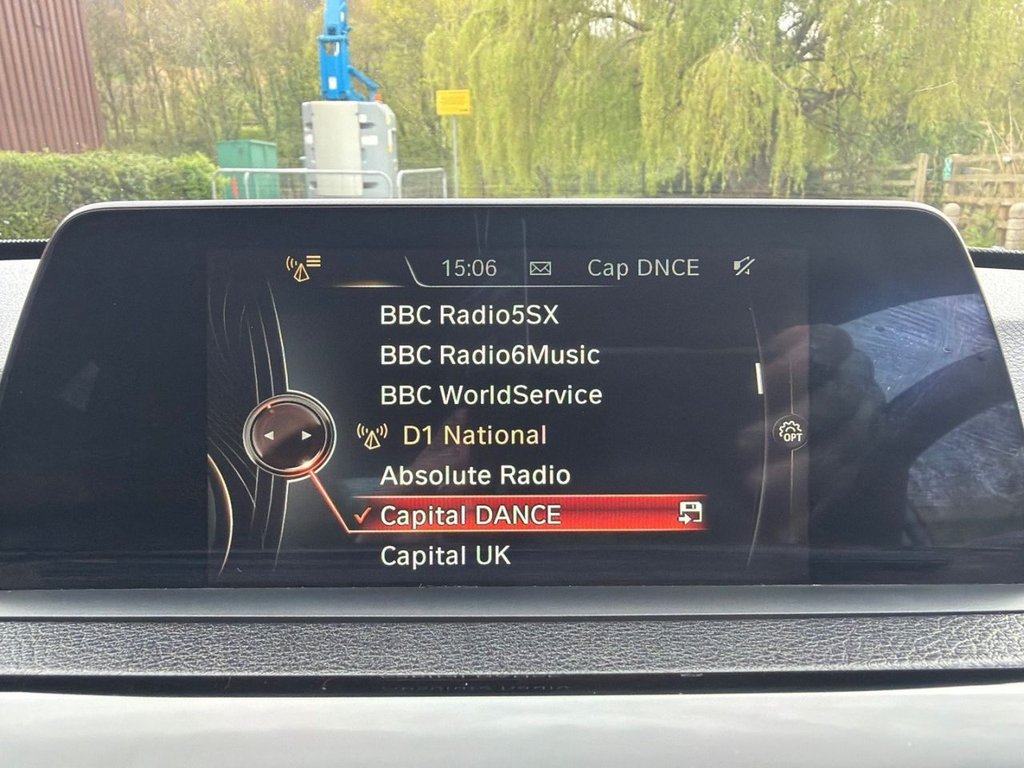 15:06 Cap DNCE
BBC Radio5SX
BBC Radio6Music
BBC WorldService
D1 National
OPT
Absolute Radio
Capital DANCE
Capital UK